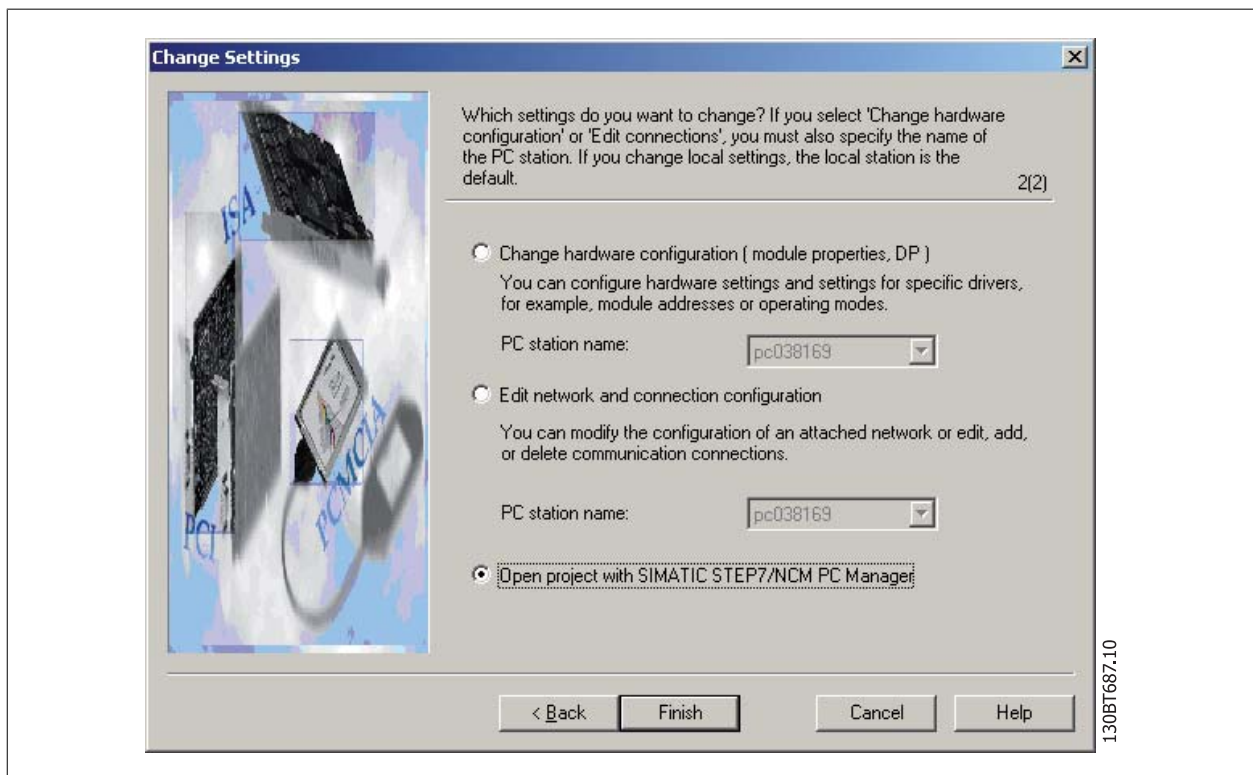 Change Settings
Which settings do you want to change? If you select 'Change hardware
configuration' or 'Edit connections', you must also specify the name of
the PC station. If you change local settings, the local station is the
default.
2(2)
ISA
PCI
PCMCIA
Change hardware configuration ( module properties, DP )
You can configure hardware settings and settings for specific drivers,
for example, module addresses or operating modes.
PC station name:
pc038169
Edit network and connection configuration
You can modify the configuration of an attached network or edit, add,
or delete communication connections.
PC station name:
pc038169
Open project with SIMATIC STEP7/NCM PC Manager
< Back
Finish
Cancel
Help
130BT687.10